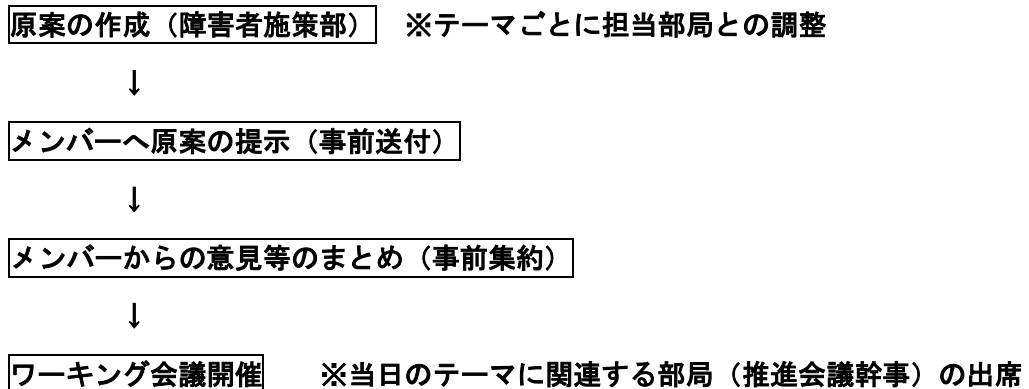 原案の作成（障害者施策部） ※テーマごとに担当部局との調整
↓
メンバーへ原案の提示（事前送付）
↓
メンバーからの意見等のまとめ（事前集約）
↓
ワーキング会議開催 ※当日のテーマに関連する部局（推進会議幹事）の出席